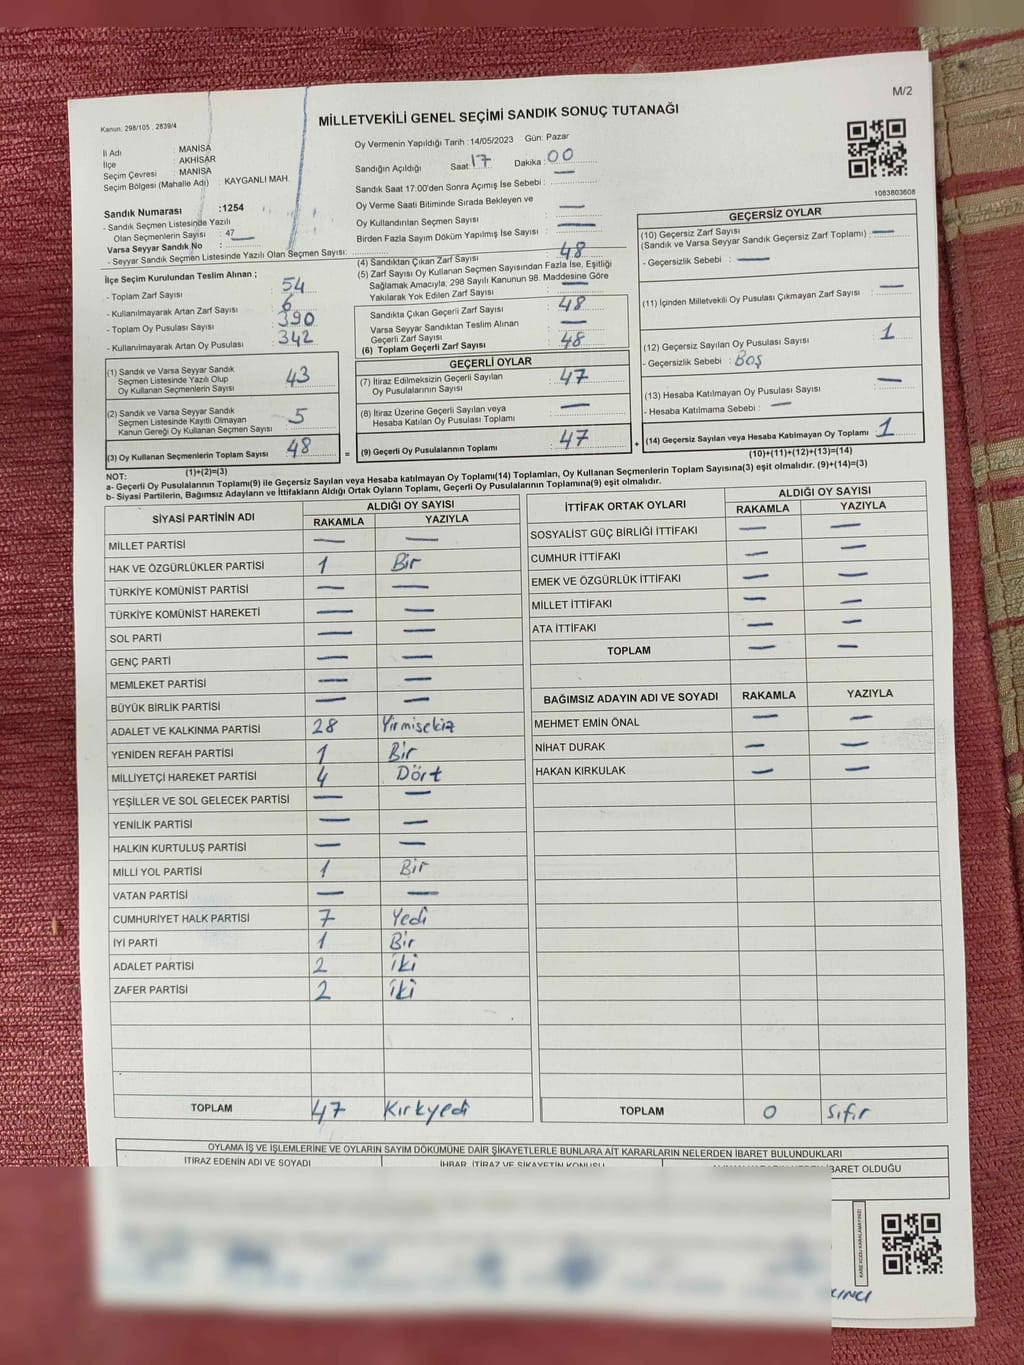 M/2
Kanun: 298/105 , 2839/4
MİLLETVEKİLİ GENEL SEÇİMİ SANDIK SONUÇ TUTANAĞI
İl Adı : MANİSA
İlçe : AKHİSAR
Seçim Çevresi : MANİSA
Seçim Bölgesi (Mahalle Adı) : KAYGANLI MAH.
Sandık Numarası :1254
- Sandık Seçmen Listesinde Yazılı
Olan Seçmenlerin Sayısı : 47
Varsa Seyyar Sandık No : —
- Seyyar Sandık Seçmen Listesinde Yazılı Olan Seçmen Sayısı:
Oy Vermenin Yapıldığı Tarih :14/05/2023 Gün: Pazar
Sandığın Açıldığı Saat: 17 Dakika: 00
Sandık Saat 17:00'den Sonra Açımış İse Sebebi : —
Oy Verme Saati Bitiminde Sırada Bekleyen ve
Oy Kullandırılan Seçmen Sayısı : —
Birden Fazla Sayım Döküm Yapılmış İse Sayısı : —
1083803608
İlçe Seçim Kurulundan Teslim Alınan ;
- Toplam Zarf Sayısı : 54
- Kullanılmayarak Artan Zarf Sayısı : 6
- Toplam Oy Pusulası Sayısı : 390
- Kullanılmayarak Artan Oy Pusulası : 342
(1) Sandık ve Varsa Seyyar Sandık
Seçmen Listesinde Yazılı Olup
Oy Kullanan Seçmenlerin Sayısı : 43
(2) Sandık ve Varsa Seyyar Sandık
Seçmen Listesinde Kayıtlı Olmayan
Kanun Gereği Oy Kullanan Seçmen Sayısı : 5
(3) Oy Kullanan Seçmenlerin Toplam Sayısı : 48
(1)+(2)=(3)
(4) Sandıktan Çıkan Zarf Sayısı : 48
(5) Zarf Sayısı Oy Kullanan Seçmen Sayısından Fazla İse, Eşitliği
Sağlamak Amacıyla, 298 Sayılı Kanunun 98. Maddesine Göre
Yakılarak Yok Edilen Zarf Sayısı : —
Sandıkta Çıkan Geçerli Zarf Sayısı : 48
Varsa Seyyar Sandıktan Teslim Alınan
Geçerli Zarf Sayısı : —
(6) Toplam Geçerli Zarf Sayısı : 48
GEÇERLİ OYLAR
(7) İtiraz Edilmeksizin Geçerli Sayılan
Oy Pusulalarının Sayısı : 47
(8) İtiraz Üzerine Geçerli Sayılan veya
Hesaba Katılan Oy Pusulası Toplamı : —
= (9) Geçerli Oy Pusulalarının Toplamı : 47 +
GEÇERSİZ OYLAR
(10) Geçersiz Zarf Sayısı
(Sandık ve Varsa Seyyar Sandık Geçersiz Zarf Toplamı) : —
- Geçersizlik Sebebi : —
(11) İçinden Milletvekili Oy Pusulası Çıkmayan Zarf Sayısı : —
(12) Geçersiz Sayılan Oy Pusulası Sayısı : 1
- Geçersizlik Sebebi : Boş
(13) Hesaba Katılmayan Oy Pusulası Sayısı : —
- Hesaba Katılmama Sebebi : —
(14) Geçersiz Sayılan veya Hesaba Katılmayan Oy Toplamı : 1
(10)+(11)+(12)+(13)=(14)
NOT:
a- Geçerli Oy Pusulalarının Toplamı(9) ile Geçersiz Sayılan veya Hesaba katılmayan Oy Toplamı(14) Toplamları, Oy Kullanan Seçmenlerin Toplam Sayısına(3) eşit olmalıdır. (9)+(14)=(3)
b- Siyasi Partilerin, Bağımsız Adayların ve İttifakların Aldığı Ortak Oyların Toplamı, Geçerli Oy Pusulalarının Toplamına(9) eşit olmalıdır.
SİYASİ PARTİNİN ADI ALDIĞI OY SAYISI
RAKAMLA YAZIYLA
MİLLET PARTİSİ — —
HAK VE ÖZGÜRLÜKLER PARTİSİ 1 Bir
TÜRKİYE KOMÜNİST PARTİSİ — —
TÜRKİYE KOMÜNİST HAREKETİ — —
SOL PARTİ — —
GENÇ PARTİ — —
MEMLEKET PARTİSİ — —
BÜYÜK BİRLİK PARTİSİ — —
ADALET VE KALKINMA PARTİSİ 28 Yirmisekiz
YENİDEN REFAH PARTİSİ 1 Bir
MİLLİYETÇİ HAREKET PARTİSİ 4 Dört
YEŞİLLER VE SOL GELECEK PARTİSİ — —
YENİLİK PARTİSİ — —
HALKIN KURTULUŞ PARTİSİ — —
MİLLİ YOL PARTİSİ 1 Bir
VATAN PARTİSİ — —
CUMHURİYET HALK PARTİSİ 7 Yedi
İYİ PARTİ 1 Bir
ADALET PARTİSİ 2 İki
ZAFER PARTİSİ 2 İki
TOPLAM 47 Kırkyedi
İTTİFAK ORTAK OYLARI ALDIĞI OY SAYISI
RAKAMLA YAZIYLA
SOSYALİST GÜÇ BİRLİĞİ İTTİFAKI — —
CUMHUR İTTİFAKI — —
EMEK VE ÖZGÜRLÜK İTTİFAKI — —
MİLLET İTTİFAKI — —
ATA İTTİFAKI — —
TOPLAM — —
BAĞIMSIZ ADAYIN ADI VE SOYADI RAKAMLA YAZIYLA
MEHMET EMİN ÖNAL — —
NİHAT DURAK — —
HAKAN KIRKULAK — —
TOPLAM 0 Sıfır
OYLAMA İŞ VE İŞLEMLERİNE VE OYLARIN SAYIM DÖKÜMÜNE DAİR ŞİKAYETLERLE BUNLARA AİT KARARLARIN NELERDEN İBARET BULUNDUKLARI
İTİRAZ EDENİN ADI VE SOYADI İHBAR, İTİRAZ VE ŞİKAYETİN KONUSU İBARET OLDUĞU
KARE KODU KARALAMAYINIZ!